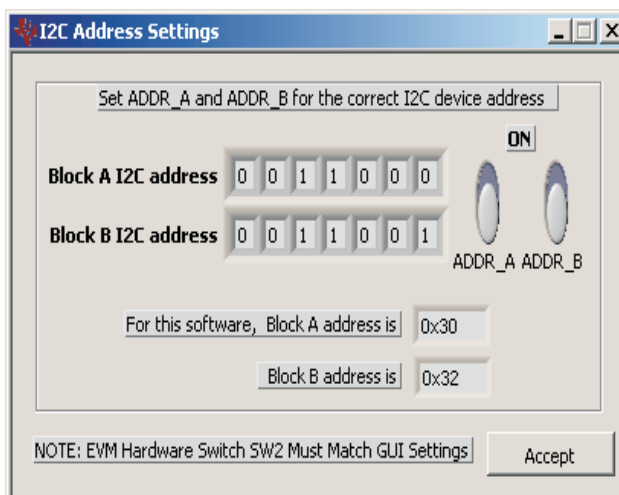 I2C Address Settings
Set ADDR_A and ADDR_B for the correct I2C device address
ON
Block A I2C address 0 0 1 1 0 0 0
Block B I2C address 0 0 1 1 0 0 1
ADDR_A ADDR_B
For this software, Block A address is 0x30
Block B address is 0x32
NOTE: EVM Hardware Switch SW2 Must Match GUI Settings
Accept